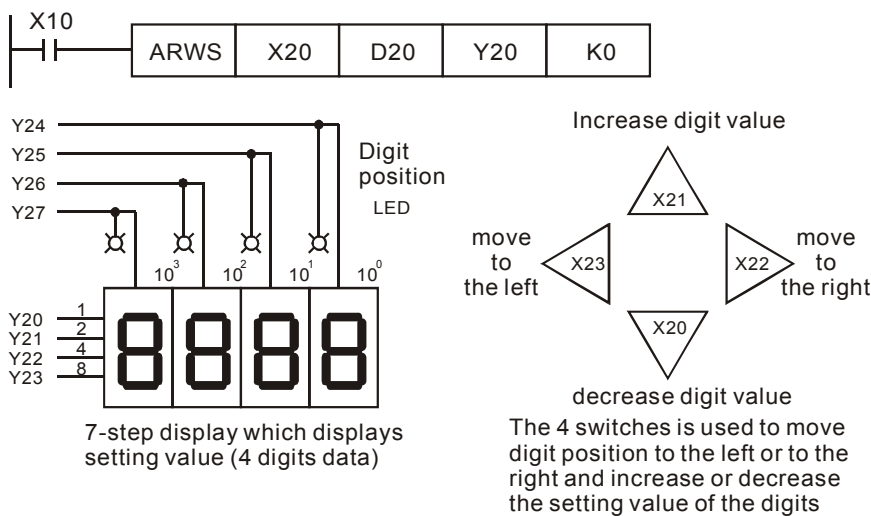 X10
ARWS X20 D20 Y20 K0
Y24
Y25
Y26
Y27
Digit
position
LED
10³ 10² 10¹ 10⁰
Y20 1
Y21 2
Y22 4
Y23 8
8 8 8 8
7-step display which displays
setting value (4 digits data)
Increase digit value
X21
move
to
the left
X23
X22
move
to
the right
X20
decrease digit value
The 4 switches is used to move
digit position to the left or to the
right and increase or decrease
the setting value of the digits